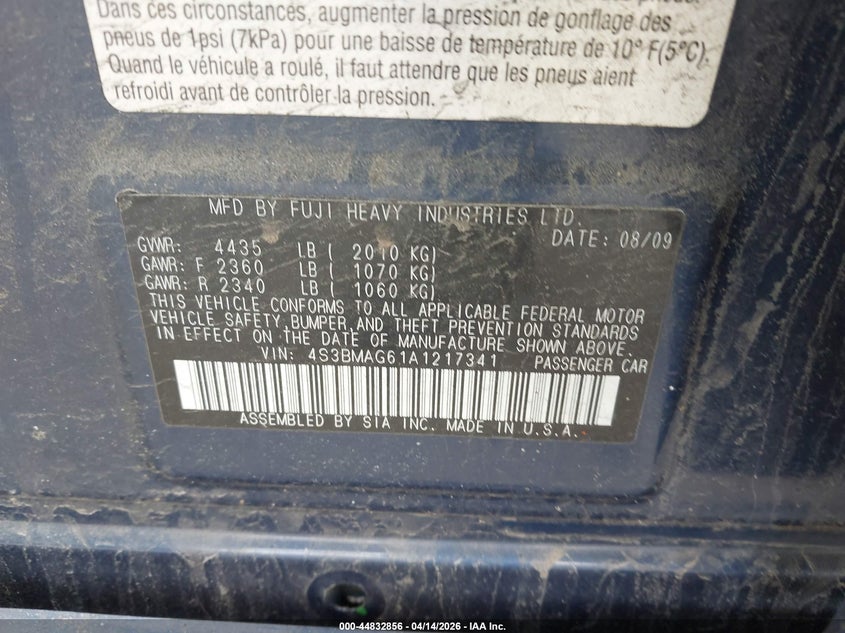 Dans ces circonstances, augmenter la pression de gonflage des
pneus de 1psi (7kPa) pour une baisse de température de 10° F(5°C).
Quand le véhicule a roulé, il faut attendre que les pneus aient
refroidi avant de contrôler la pression.
MFD BY FUJI HEAVY INDUSTRIES LTD.
DATE: 08/09
GVWR: 4435 LB ( 2010 KG)
GAWR: F 2360 LB ( 1070 KG)
GAWR: R 2340 LB ( 1060 KG)
THIS VEHICLE CONFORMS TO ALL APPLICABLE FEDERAL MOTOR
VEHICLE SAFETY,BUMPER,AND THEFT PREVENTION STANDARDS
IN EFFECT ON THE DATE OF MANUFACTURE SHOWN ABOVE.
VIN: 4S3BMAG61A1217341 PASSENGER CAR
ASSEMBLED BY SIA INC. MADE IN U.S.A.
000-44832856 | 04/14/2026 - IAA Inc.